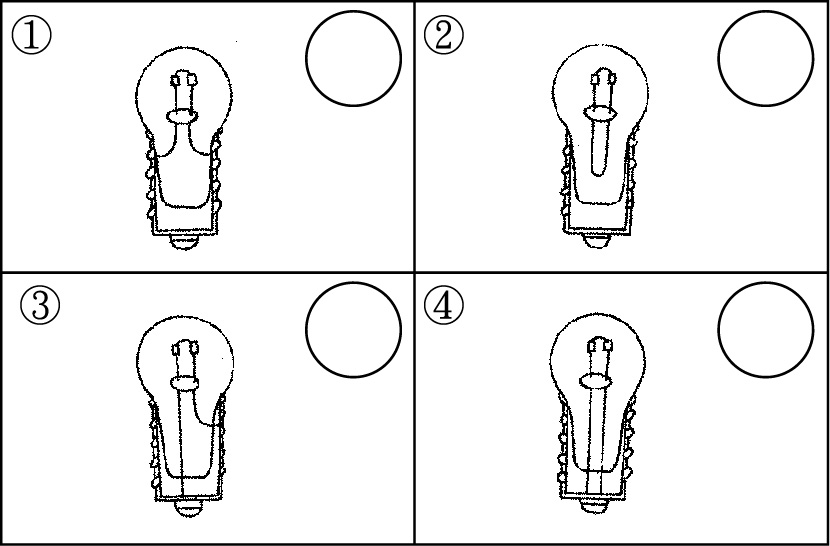 ①
②
③
④